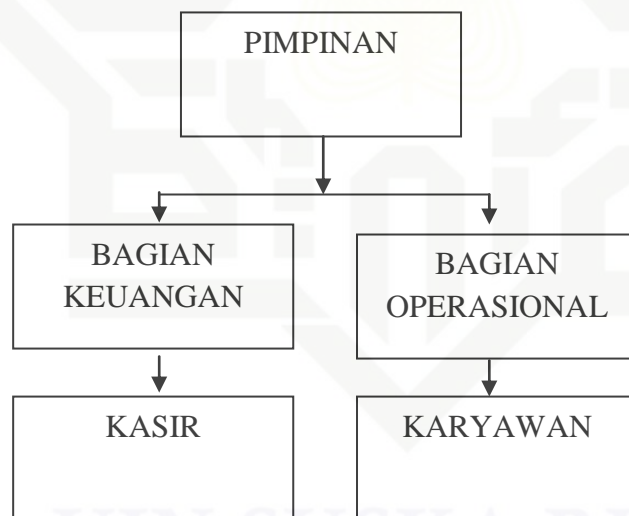 PIMPINAN
BAGIAN
KEUANGAN
BAGIAN
OPERASIONAL
KASIR
KARYAWAN